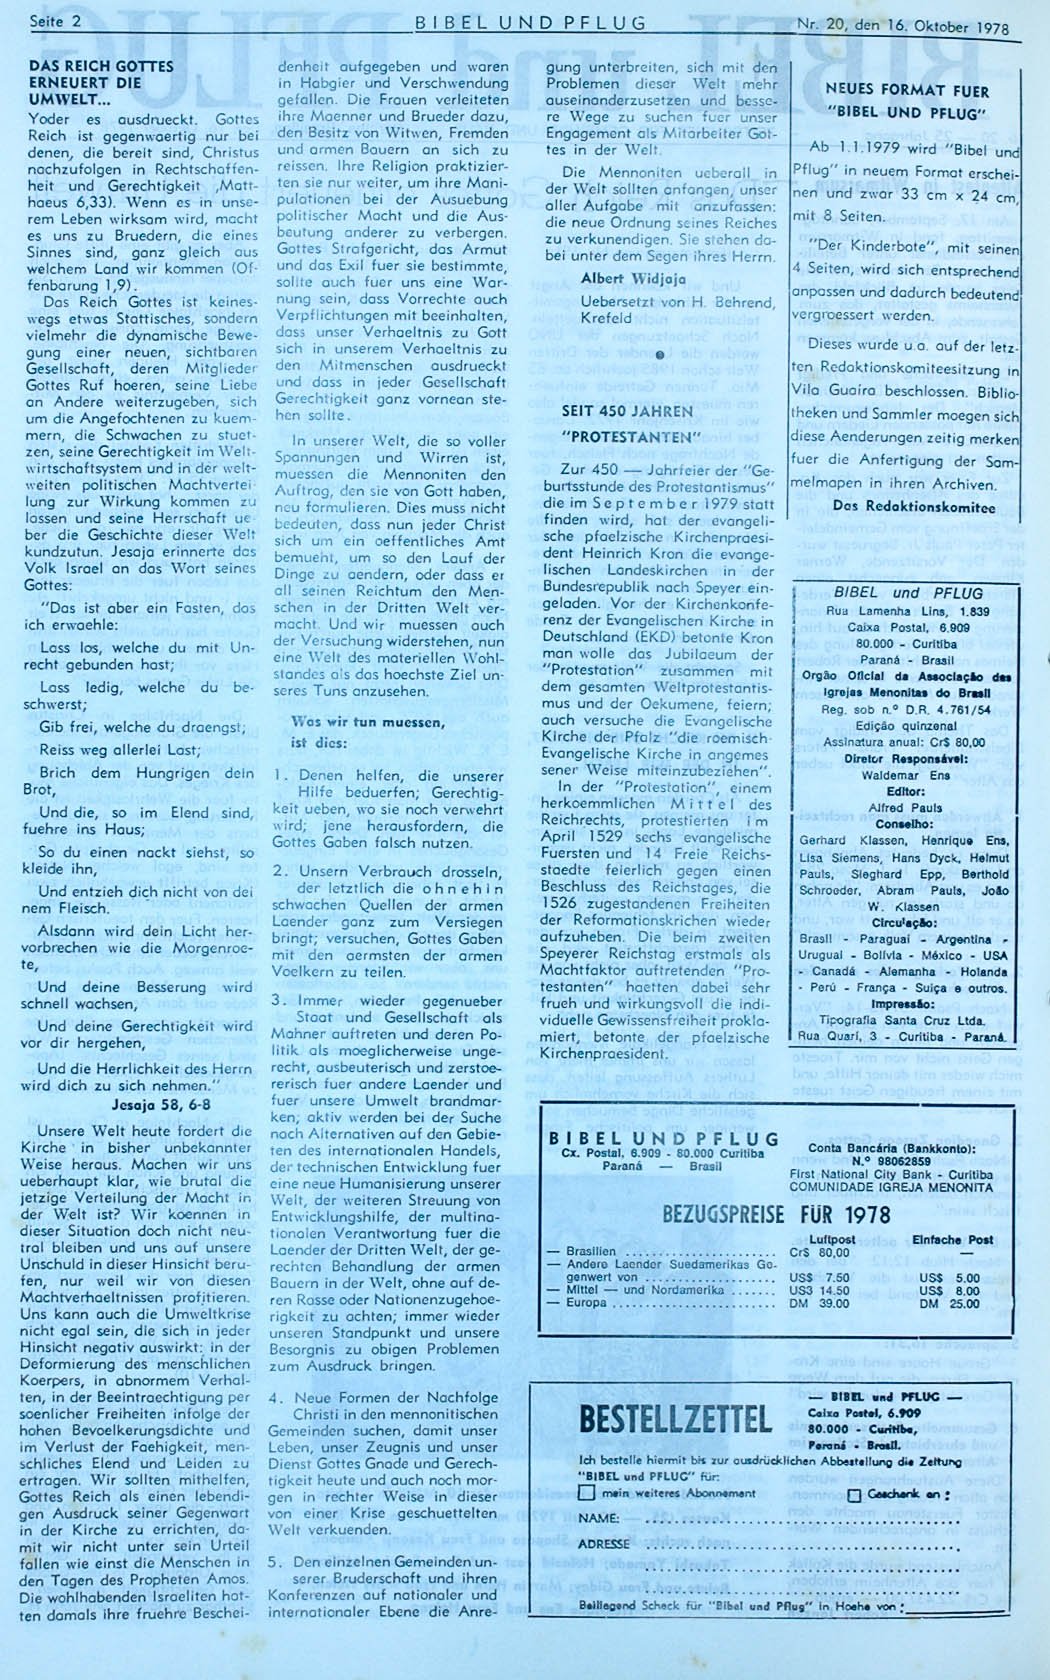 Seite 2
BIBEL UND PFLUG
Nr. 20, den 16. Oktober 1978
DAS REICH GOTTES
ERNEUERT DIE
UMWELT...
Yoder es ausdrueckt. Gottes
Reich ist gegenwaertig nur bei
denen, die bereit sind, Christus
nachzufolgen in Rechtschaffen-
heit und Gerechtigkeit ,Matt-
haeus 6,33). Wenn es in unse-
rem Leben wirksam wird, macht
es uns zu Bruedern, die eines
Sinnes sind, ganz gleich aus
welchem Land wir kommen (Of-
fenbarung 1,9).
Das Reich Gottes ist keines-
wegs etwas Stattisches, sondern
vielmehr die dynamische Bewe-
gung einer neuen, sichtbaren
Gesellschaft, deren Mitglieder
Gottes Ruf hoeren, seine Liebe
an Andere weiterzugeben, sich
um die Angefochtenen zu kuem-
mern, die Schwachen zu stuet-
zen, seine Gerechtigkeit im Welt-
wirtschaftsystem und in der welt-
weiten politischen Machtvertei-
lung zur Wirkung kommen zu
lassen und seine Herrschaft ue-
ber die Geschichte dieser Welt
kundzutun. Jesaja erinnerte das
Volk Israel an das Wort seines
Gottes:
"Das ist aber ein Fasten, das
ich erwaehle:
Lass los, welche du mit Un-
recht gebunden hast;
Lass ledig, welche du be-
schwerst;
Gib frei, welche du draengst;
Reiss weg allerlei Last;
Brich dem Hungrigen dein
Brot,
Und die, so im Elend sind,
fuehre ins Haus;
So du einen nackt siehst, so
kleide ihn,
Und entzieh dich nicht von dei
nem Fleisch.
Alsdann wird dein Licht her-
vorbrechen wie die Morgenroe-
te,
Und deine Besserung wird
schnell wachsen,
Und deine Gerechtigkeit wird
vor dir hergehen,
Und die Herrlichkeit des Herrn
wird dich zu sich nehmen."
Jesaja 58, 6-8
Unsere Welt heute fordert die
Kirche in bisher unbekannter
Weise heraus. Machen wir uns
ueberhaupt klar, wie brutal die
jetzige Verteilung der Macht in
der Welt ist? Wir koennen in
dieser Situation doch nicht neu-
tral bleiben und uns auf unsere
Unschuld in dieser Hinsicht beru-
fen, nur weil wir von diesen
Machtverhaeltnissen profitieren.
Uns kann auch die Umweltkrise
nicht egal sein, die sich in jeder
Hinsicht negativ auswirkt: in der
Deformierung des menschlichen
Koerpers, in abnormem Verhal-
ten, in der Beeintraechtigung per
soenlicher Freiheiten infolge der
hohen Bevoelkerungsdichte und
im Verlust der Faehigkeit, men-
schliches Elend und Leiden zu
ertragen. Wir sollten mithelfen,
Gottes Reich als einen lebendi-
gen Ausdruck seiner Gegenwart
in der Kirche zu errichten, da-
mit wir nicht unter sein Urteil
fallen wie einst die Menschen in
den Tagen des Propheten Amos.
Die wohlhabenden Israeliten hat-
ten damals ihre fruehre Beschei-
denheit aufgegeben und waren
in Habgier und Verschwendung
gefallen. Die Frauen verleiteten
ihre Maenner und Brueder dazu,
den Besitz von Witwen, Fremden
und armen Bauern an sich zu
reissen. Ihre Religion praktizier-
ten sie nur weiter, um ihre Mani-
pulationen bei der Ausuebung
politischer Macht und die Aus-
beutung anderer zu verbergen.
Gottes Strafgericht, das Armut
und das Exil fuer sie bestimmte,
sollte auch fuer uns eine War-
nung sein, dass Vorrechte auch
Verpflichtungen mit beeinhalten,
dass unser Verhaeltnis zu Gott
sich in unserem Verhaeltnis zu
den Mitmenschen ausdrueckt
und dass in jeder Gesellschaft
Gerechtigkeit ganz vornean ste-
hen sollte.
In unserer Welt, die so voller
Spannungen und Wirren ist,
muessen die Mennoniten den
Auftrag, den sie von Gott haben,
neu formulieren. Dies muss nicht
bedeuten, dass nun jeder Christ
sich um ein oeffentliches Amt
bemueht, um so den Lauf der
Dinge zu aendern, oder dass er
all seinen Reichtum den Men-
schen in der Dritten Welt ver-
macht. Und wir muessen auch
der Versuchung widerstehen, nun
eine Welt des materiellen Wohl-
standes als das hoechste Ziel un-
seres Tuns anzusehen.
Was wir tun muessen,
ist dies:
1. Denen helfen, die unserer
Hilfe beduerfen; Gerechtig-
keit ueben, wo sie noch verwehrt
wird; jene herausfordern, die
Gottes Gaben falsch nutzen.
2. Unsern Verbrauch drosseln,
der letztlich die ohnehin
schwachen Quellen der armen
Laender ganz zum Versiegen
bringt; versuchen, Gottes Gaben
mit den aermsten der armen
Voelkern zu teilen.
3. Immer wieder gegenueber
Staat und Gesellschaft als
Mahner auftreten und deren Po-
litik als moeglicherweise unge-
recht, ausbeuterisch und zerstoe-
rerisch fuer andere Laender und
fuer unsere Umwelt brandmar-
ken; aktiv werden bei der Suche
nach Alternativen auf den Gebie-
ten des internationalen Handels,
der technischen Entwicklung fuer
eine neue Humanisierung unserer
Welt, der weiteren Streuung von
Entwicklungshilfe, der multina-
tionalen Verantwortung fuer die
Laender der Dritten Welt, der ge-
rechten Behandlung der armen
Bauern in der Welt, ohne auf de-
ren Rasse oder Nationenzugehoe-
rigkeit zu achten; immer wieder
unseren Standpunkt und unsere
Besorgnis zu obigen Problemen
zum Ausdruck bringen.
4. Neue Formen der Nachfolge
Christi in den mennonitischen
Gemeinden suchen, damit unser
Leben, unser Zeugnis und unser
Dienst Gottes Gnade und Gerech-
tigkeit heute und auch noch mor-
gen in rechter Weise in dieser
von einer Krise geschuettelten
Welt verkuenden.
5. Den einzelnen Gemeinden un-
serer Bruderschaft und ihren
Konferenzen auf nationaler und
internationaler Ebene die Anre-
gung unterbreiten, sich mit den
Problemen dieser Welt mehr
auseinanderzusetzen und besse-
re Wege zu suchen fuer unser
Engagement als Mitarbeiter Got-
tes in der Welt.
Die Mennoniten ueberall in
der Welt sollten anfangen, unser
aller Aufgabe mit anzufassen:
die neue Ordnung seines Reiches
zu verkunendigen. Sie stehen da-
bei unter dem Segen ihres Herrn.
Albert Widjaja
Uebersetzt von H. Behrend,
Krefeld
SEIT 450 JAHREN
"PROTESTANTEN"
Zur 450 — Jahrfeier der "Ge-
burtsstunde des Protestantismus"
die im September 1979 statt
finden wird, hat der evangeli-
sche pfaelzische Kirchenpraesi-
dent Heinrich Kron die evange-
lischen Landeskirchen in der
Bundesrepublik nach Speyer ein-
geladen. Vor der Kirchenkonfe-
renz der Evangelischen Kirche in
Deutschland (EKD) betonte Kron
man wolle das Jubilaeum der
"Protestation" zusammen mit
dem gesamten Weltprotestantis-
mus und der Oekumene, feiern;
auch versuche die Evangelische
Kirche der Pfalz "die roemisch-
Evangelische Kirche in angemes
sener Weise miteinzubeziehen".
In der "Protestation", einem
herkoemmlichen Mittel des
Reichrechts, protestierten im
April 1529 sechs evangelische
Fuersten und 14 Freie Reichs-
staedte feierlich gegen einen
Beschluss des Reichstages, die
1526 zugestandenen Freiheiten
der Reformationskrichen wieder
aufzuheben. Die beim zweiten
Speyerer Reichstag erstmals als
Machtfaktor auftretenden "Pro-
testanten" haetten dabei sehr
frueh und wirkungsvoll die indi-
viduelle Gewissensfreiheit prokla-
miert, betonte der pfaelzische
Kirchenpraesident.
NEUES FORMAT FUER
"BIBEL UND PFLUG"
Ab 1.1.1979 wird "Bibel und
Pflug" in neuem Format erschei-
nen und zwar 33 cm x 24 cm,
mit 8 Seiten.
"Der Kinderbote", mit seinen
4 Seiten, wird sich entsprechend
anpassen und dadurch bedeutend
vergroessert werden.
Dieses wurde u.a. auf der letz-
ten Redaktionskomiteesitzung in
Vila Guaira beschlossen. Biblio-
theken und Sammler moegen sich
diese Aenderungen zeitig merken
fuer die Anfertigung der Sam-
melmapen in ihren Archiven.
Das Redaktionskomitee
BIBEL und PFLUG
Rua Lamenha Lins, 1.839
Caixa Postal, 6.909
80.000 - Curitiba
Paraná - Brasil
Orgão Oficial da Associação das
Igrejas Menonitas do Brasil
Reg. sob n.º D.R. 4.761/54
Edição quinzenal
Assinatura anual: Cr$ 80,00
Diretor Responsável:
Waldemar Ens
Editor:
Alfred Pauls
Conselho:
Gerhard Klassen, Henrique Ens,
Lisa Siemens, Hans Dyck, Helmut
Pauls, Sieghard Epp, Berthold
Schroeder, Abram Pauls, João
W. Klassen
Circulação:
Brasil - Paraguai - Argentina -
Uruguai - Bolívia - México - USA
- Canadá - Alemanha - Holanda
- Perú - França - Suiça e outros.
Impressão:
Tipografia Santa Cruz Ltda.
Rua Quari, 3 - Curitiba - Paraná.
BIBEL UND PFLUG
Cx. Postal, 6.909 - 80.000 Curitiba
Paraná — Brasil
Conta Bancária (Bankkonto):
N.º 98062859
First National City Bank - Curitiba
COMUNIDADE IGREJA MENONITA
BEZUGSPREISE FÜR 1978
Luftpost Einfache Post
— Brasilien ........................ Cr$ 80,00 —
— Andere Laender Suedamerikas Ge-
genwert von ..................... US$ 7.50 US$ 5.00
— Mittel — und Nordamerika ....... US3 14.50 US$ 8.00
— Europa .......................... DM 39.00 DM 25.00
BESTELLZETTEL
— BIBEL und PFLUG —
Caixa Postal, 6.909
80.000 - Curitiba,
Paraná - Brasil.
Ich bestelle hiermit bis zur ausdrücklichen Abbestellung die Zeitung
"BIBEL und PFLUG" für:
mein weiteres Abonnement
Geschenk an:
NAME:
ADRESSE
Beiliegend Scheck für "Bibel und Pflug" in Hoehe von: